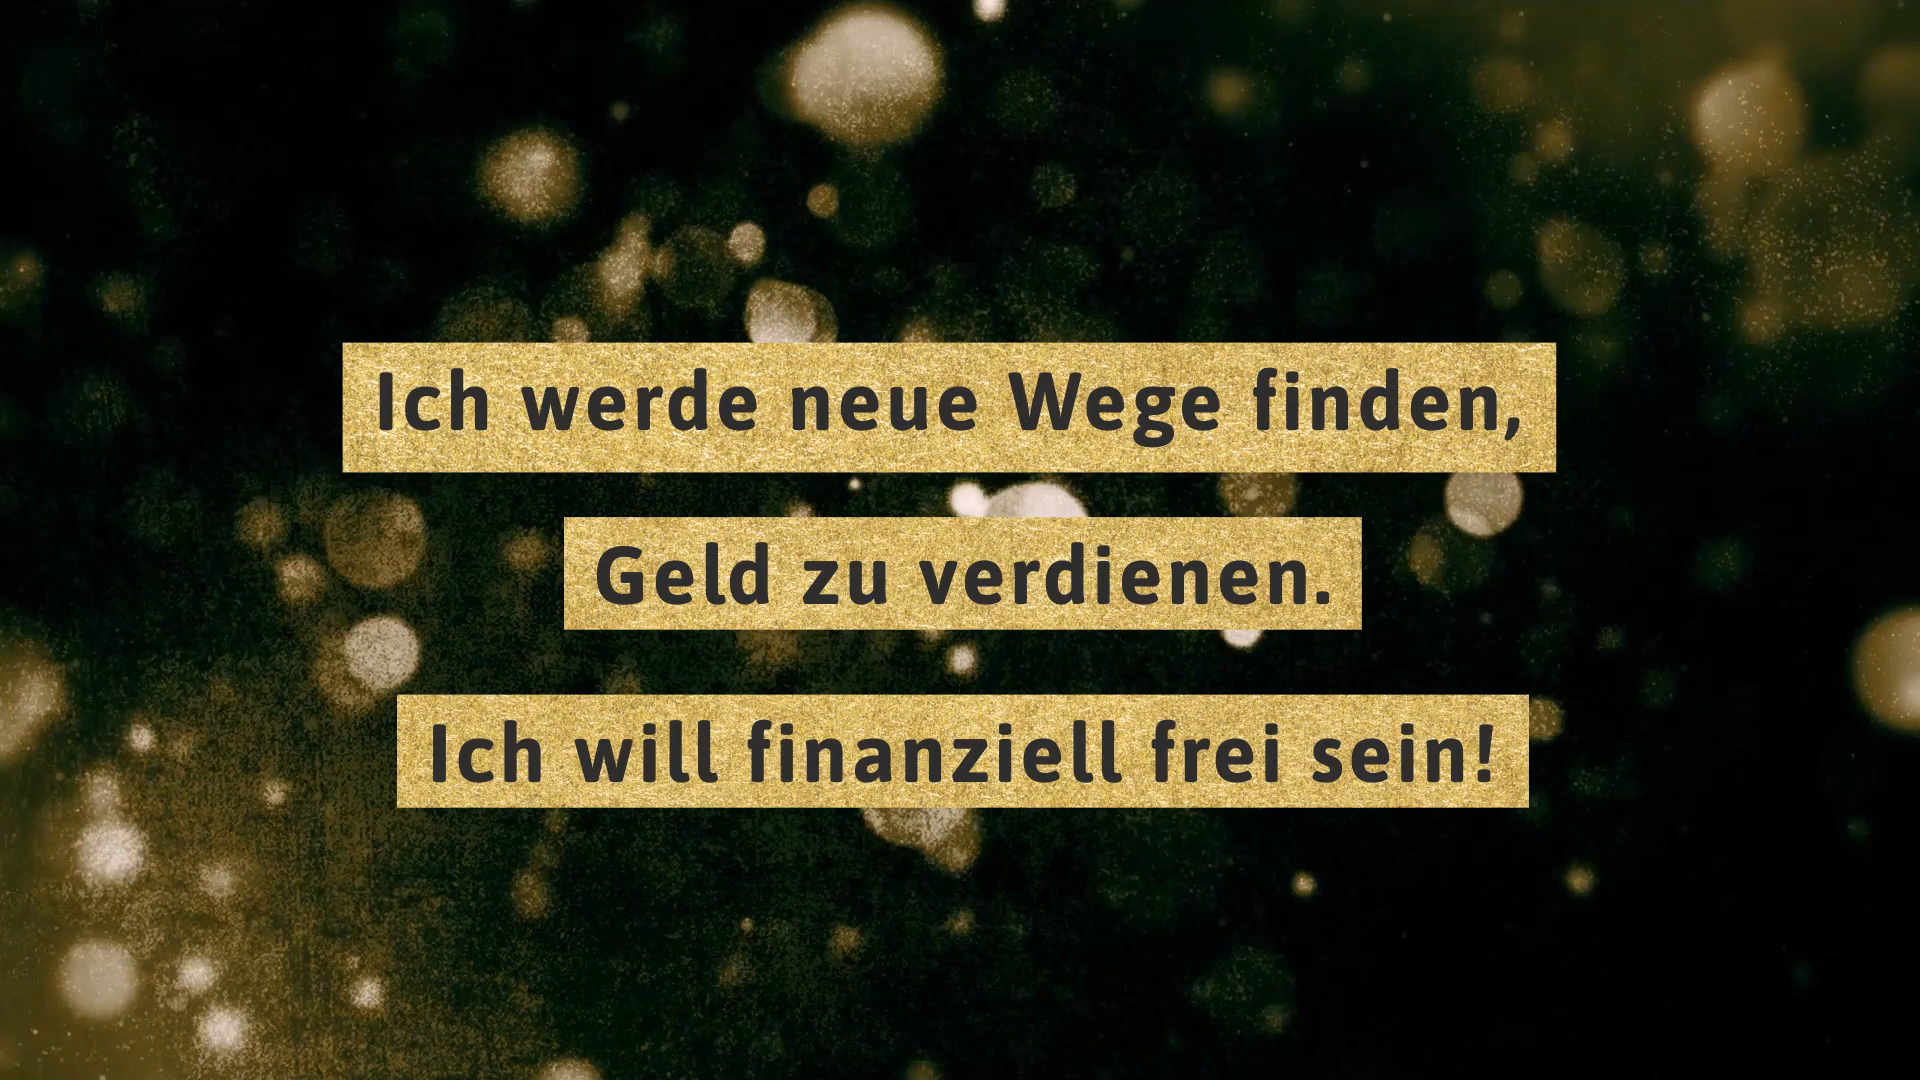 Ich werde neue Wege finden,
Geld zu verdienen.
Ich will finanziell frei sein!